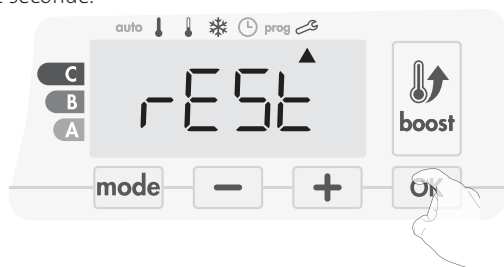 seconde.
auto prog
C
B
A
rESt
boost
mode - + OK